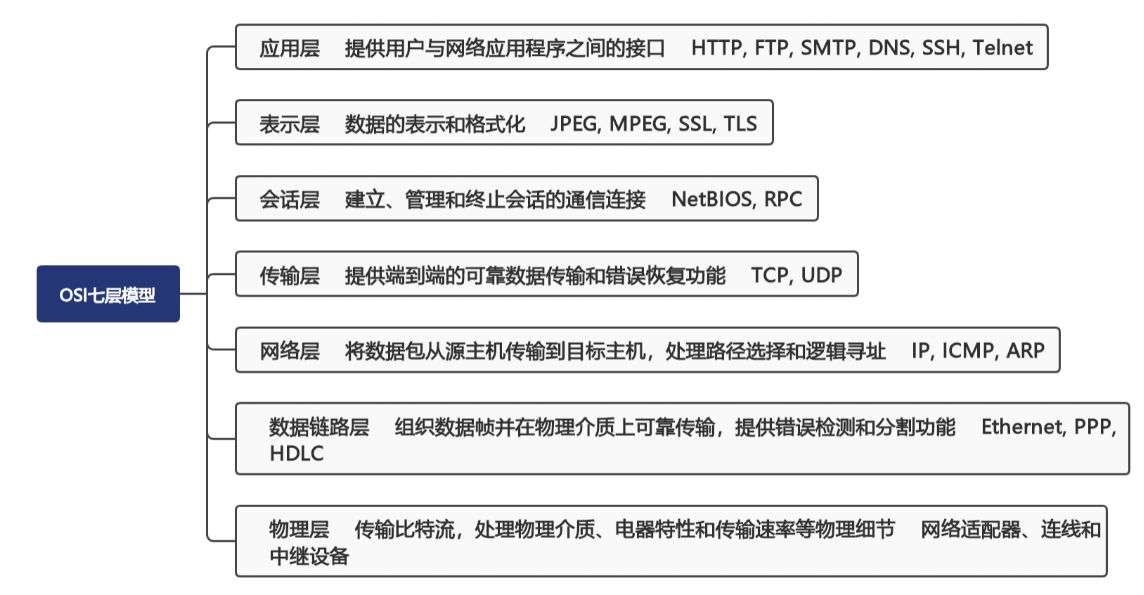 应用层 提供用户与网络应用程序之间的接口 HTTP, FTP, SMTP, DNS, SSH, Telnet
表示层 数据的表示和格式化 JPEG, MPEG, SSL, TLS
会话层 建立、管理和终止会话的通信连接 NetBIOS, RPC
传输层 提供端到端的可靠数据传输和错误恢复功能 TCP, UDP
OSI七层模型
网络层 将数据包从源主机传输到目标主机，处理路径选择和逻辑寻址 IP, ICMP, ARP
数据链路层 组织数据帧并在物理介质上可靠传输，提供错误检测和分割功能 Ethernet, PPP,
HDLC
物理层 传输比特流，处理物理介质、电器特性和传输速率等物理细节 网络适配器、连线和
中继设备